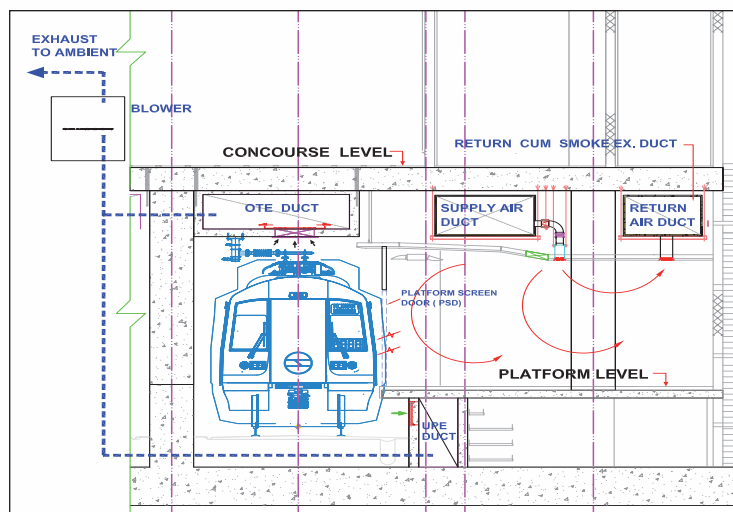 EXHAUST
TO AMBIENT
BLOWER
CONCOURSE LEVEL
RETURN CUM SMOKE EX. DUCT
OTE DUCT
SUPPLY AIR
DUCT
RETURN
AIR DUCT
PLATFORM SCREEN
DOOR ( PSD)
PLATFORM LEVEL
UPE
DUCT